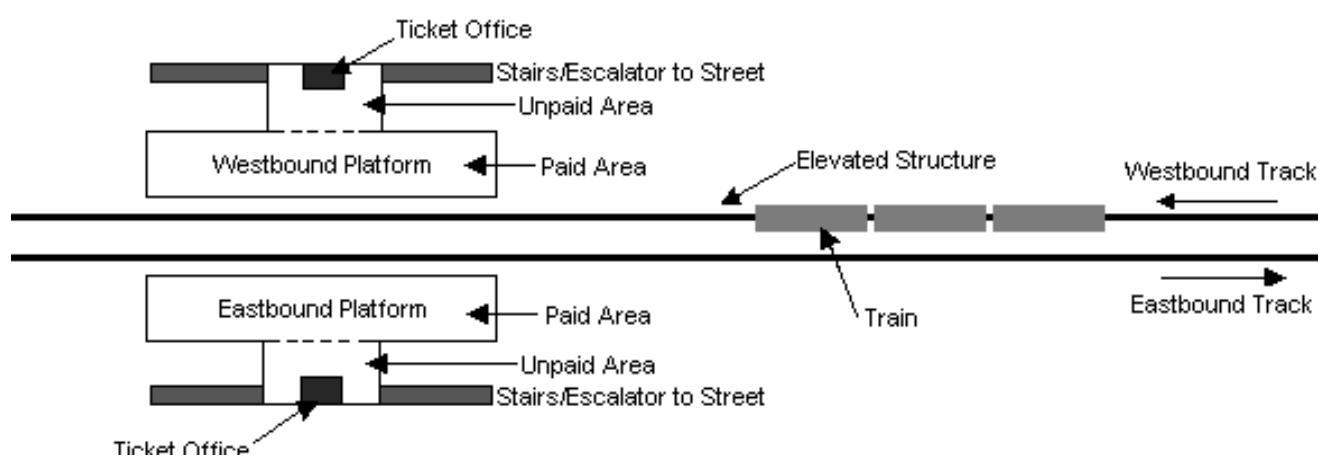 Ticket Office
Stairs/Escalator to Street
Unpaid Area
Westbound Platform
Paid Area
Elevated Structure
Westbound Track
Eastbound Platform
Paid Area
Train
Eastbound Track
Unpaid Area
Stairs/Escalator to Street
Ticket Office